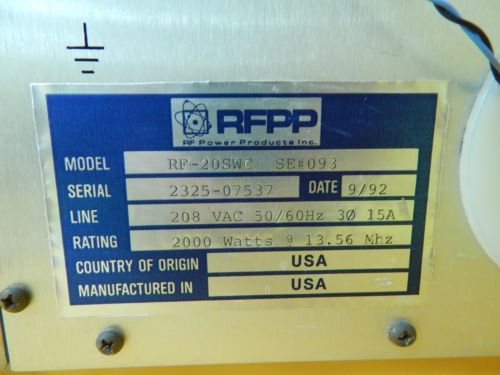 RFPP
RF Power Products Inc.
MODEL RF-20SWC SE#093
SERIAL 2325-07537 DATE 9/92
LINE 208 VAC 50/60Hz 3Ø 15A
RATING 2000 Watts @ 13.56 Mhz
COUNTRY OF ORIGIN USA
MANUFACTURED IN USA